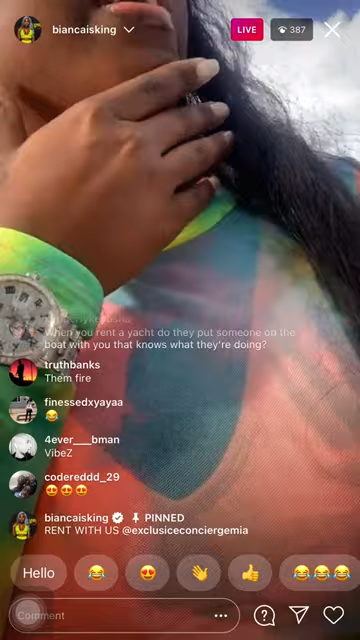 biancaisking
LIVE
387
When you rent a yacht do they put someone on the
boat with you that knows what they're doing?
truthbanks
Them fire
finessedxyayaa
😂
4ever___bman
VibeZ
codereddd_29
😍😍😍
biancaisking PINNED
RENT WITH US @exclusiceconciergemia
Hello 😂 😍 👋 👍 😂😂😂
Comment